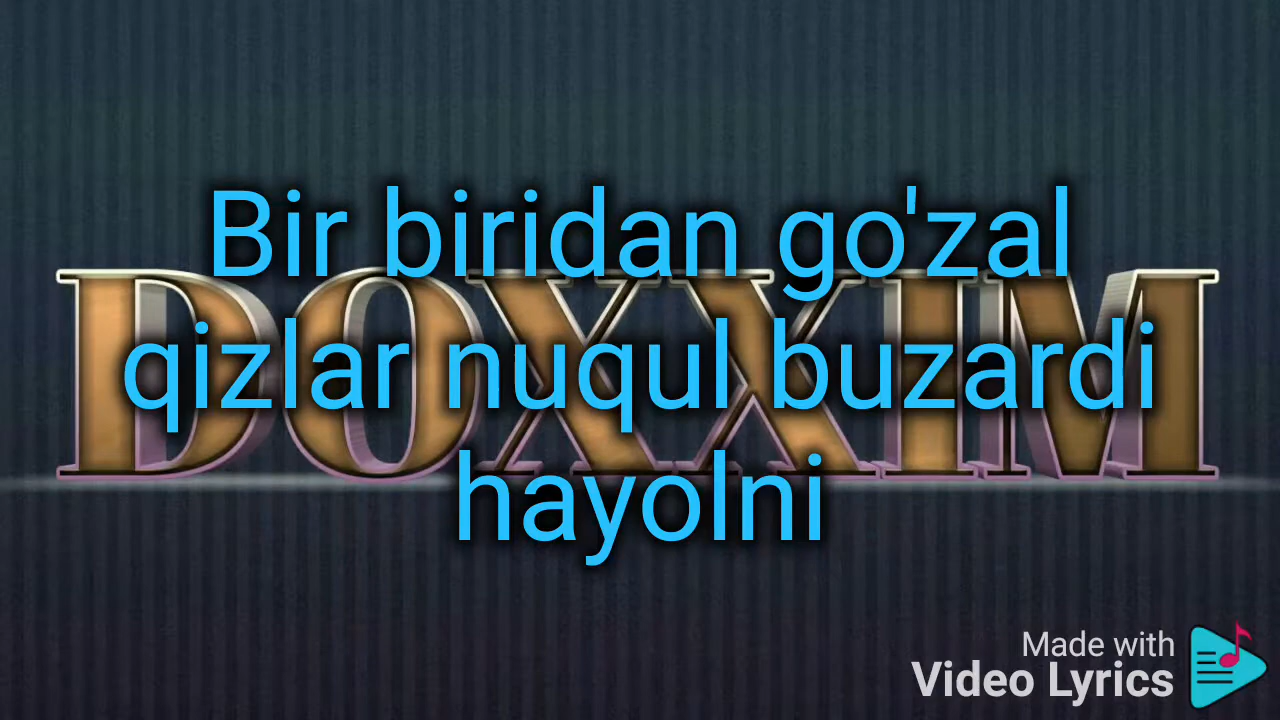 Bir biridan go'zal
DOXXIM
qizlar nuqul buzardi
hayolni
Made with
Video Lyrics